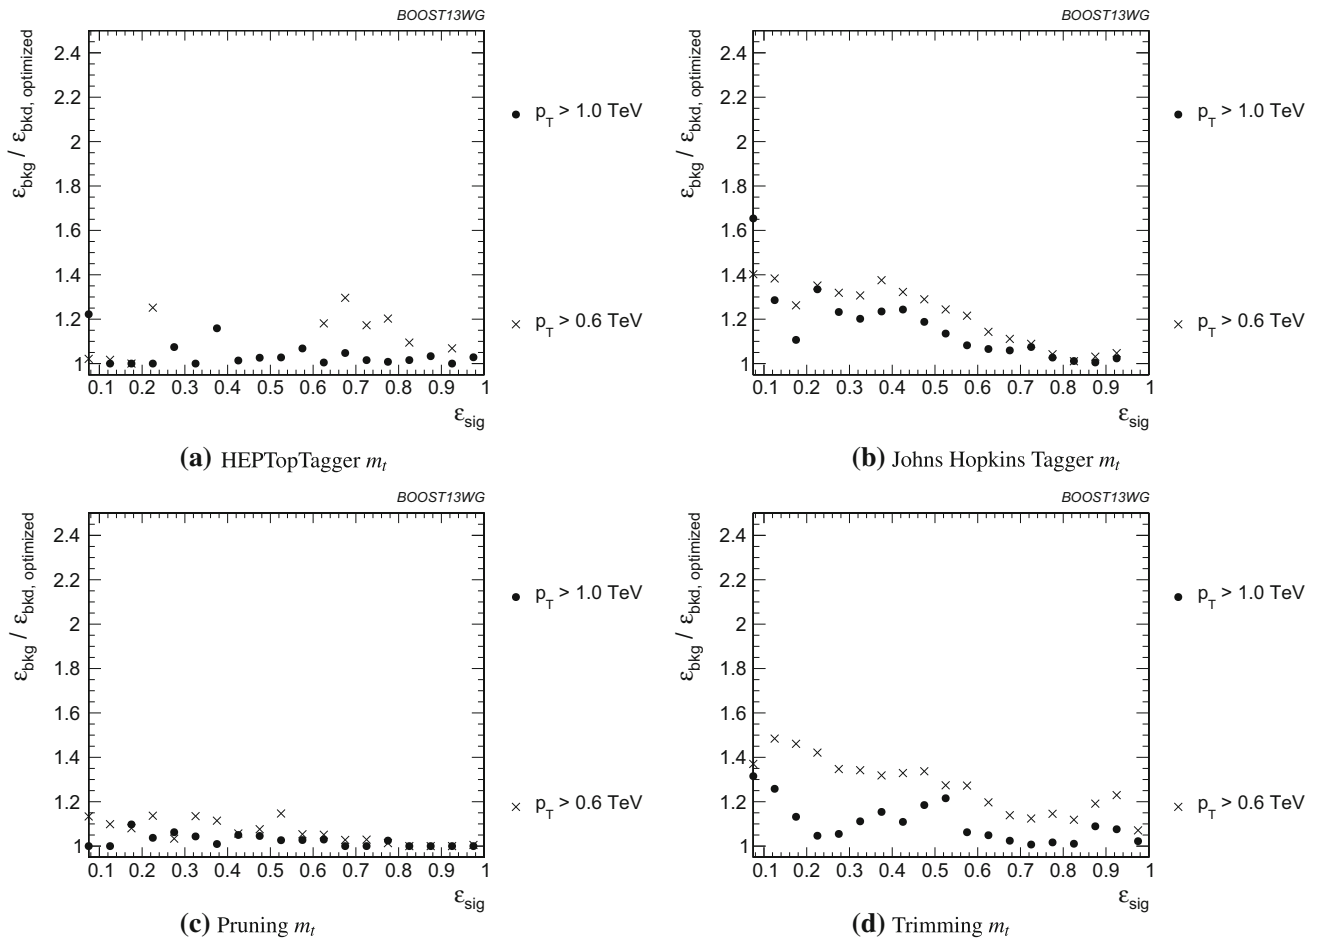 BOOST13WG
ε_bkg / ε_bkd, optimized
2.4
2.2
2
1.8
1.6
1.4
1.2
1
0.1 0.2 0.3 0.4 0.5 0.6 0.7 0.8 0.9 1
ε_sig
p_T > 1.0 TeV
p_T > 0.6 TeV
(a) HEPTopTagger m_t
BOOST13WG
ε_bkg / ε_bkd, optimized
2.4
2.2
2
1.8
1.6
1.4
1.2
1
0.1 0.2 0.3 0.4 0.5 0.6 0.7 0.8 0.9 1
ε_sig
p_T > 1.0 TeV
p_T > 0.6 TeV
(b) Johns Hopkins Tagger m_t
BOOST13WG
ε_bkg / ε_bkd, optimized
2.4
2.2
2
1.8
1.6
1.4
1.2
1
0.1 0.2 0.3 0.4 0.5 0.6 0.7 0.8 0.9 1
ε_sig
p_T > 1.0 TeV
p_T > 0.6 TeV
(c) Pruning m_t
BOOST13WG
ε_bkg / ε_bkd, optimized
2.4
2.2
2
1.8
1.6
1.4
1.2
1
0.1 0.2 0.3 0.4 0.5 0.6 0.7 0.8 0.9 1
ε_sig
p_T > 1.0 TeV
p_T > 0.6 TeV
(d) Trimming m_t